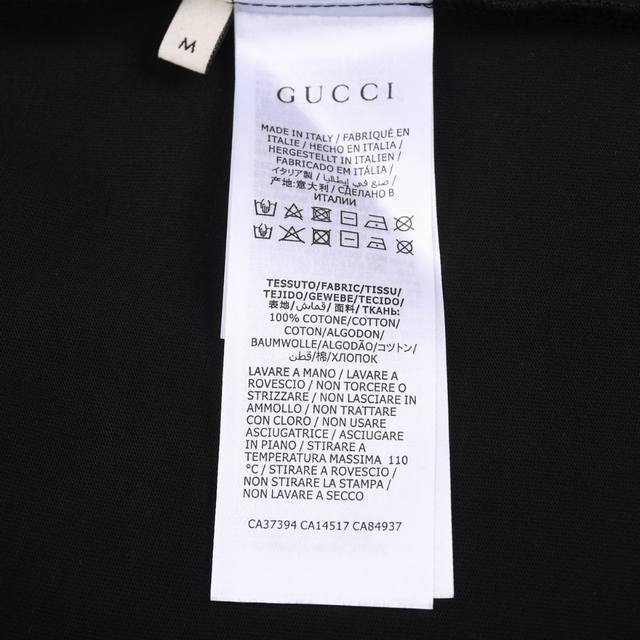 M
GUCCI
MADE IN ITALY / FABRIQUÉ EN
ITALIE / HECHO EN ITALIA /
HERGESTELLT IN ITALIEN /
FABRICADO EM ITÁLIA /
イタリア製 / صنع في إيطاليا /
产地:意大利 / СДЕЛАНО В
ИТАЛИИ
TESSUTO/FABRIC/TISSU/
TEJIDO/GEWEBE/TECIDO/
表地/قماش/面料/ТКАНЬ:
100% COTONE/COTTON/
COTON/ALGODON/
BAUMWOLLE/ALGODÃO/コツトン/
قطن/棉/ХЛОПОК
LAVARE A MANO / LAVARE A
ROVESCIO / NON TORCERE O
STRIZZARE / NON LASCIARE IN
AMMOLLO / NON TRATTARE
CON CLORO / NON USARE
ASCIUGATRICE / ASCIUGARE
IN PIANO / STIRARE A
TEMPERATURA MASSIMA 110
°C / STIRARE A ROVESCIO /
NON STIRARE LA STAMPA /
NON LAVARE A SECCO
CA37394 CA14517 CA84937